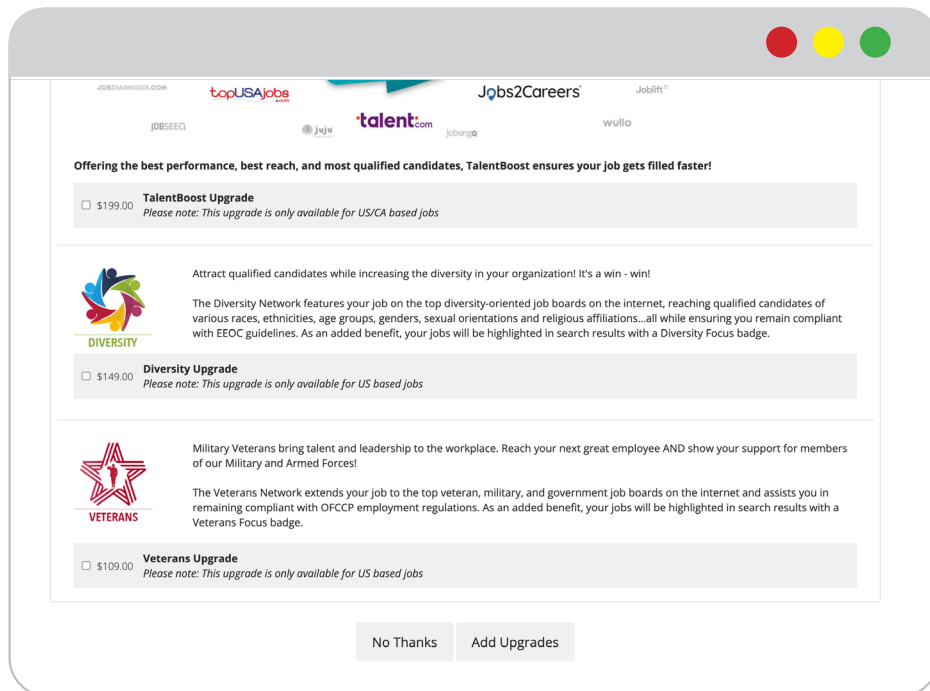 JOBDIAGNOSIS.COM
topUSAjobs
.com
Jobs2Careers
Joblift
JOBSEEQ
juju
talent.com
jobungo
wullo
Offering the best performance, best reach, and most qualified candidates, TalentBoost ensures your job gets filled faster!
$199.00 TalentBoost Upgrade
Please note: This upgrade is only available for US/CA based jobs
Attract qualified candidates while increasing the diversity in your organization! It's a win - win!
The Diversity Network features your job on the top diversity-oriented job boards on the internet, reaching qualified candidates of
various races, ethnicities, age groups, genders, sexual orientations and religious affiliations...all while ensuring you remain compliant
with EEOC guidelines. As an added benefit, your jobs will be highlighted in search results with a Diversity Focus badge.
DIVERSITY
$149.00 Diversity Upgrade
Please note: This upgrade is only available for US based jobs
Military Veterans bring talent and leadership to the workplace. Reach your next great employee AND show your support for members
of our Military and Armed Forces!
The Veterans Network extends your job to the top veteran, military, and government job boards on the internet and assists you in
remaining compliant with OFCCP employment regulations. As an added benefit, your jobs will be highlighted in search results with a
Veterans Focus badge.
VETERANS
$109.00 Veterans Upgrade
Please note: This upgrade is only available for US based jobs
No Thanks
Add Upgrades